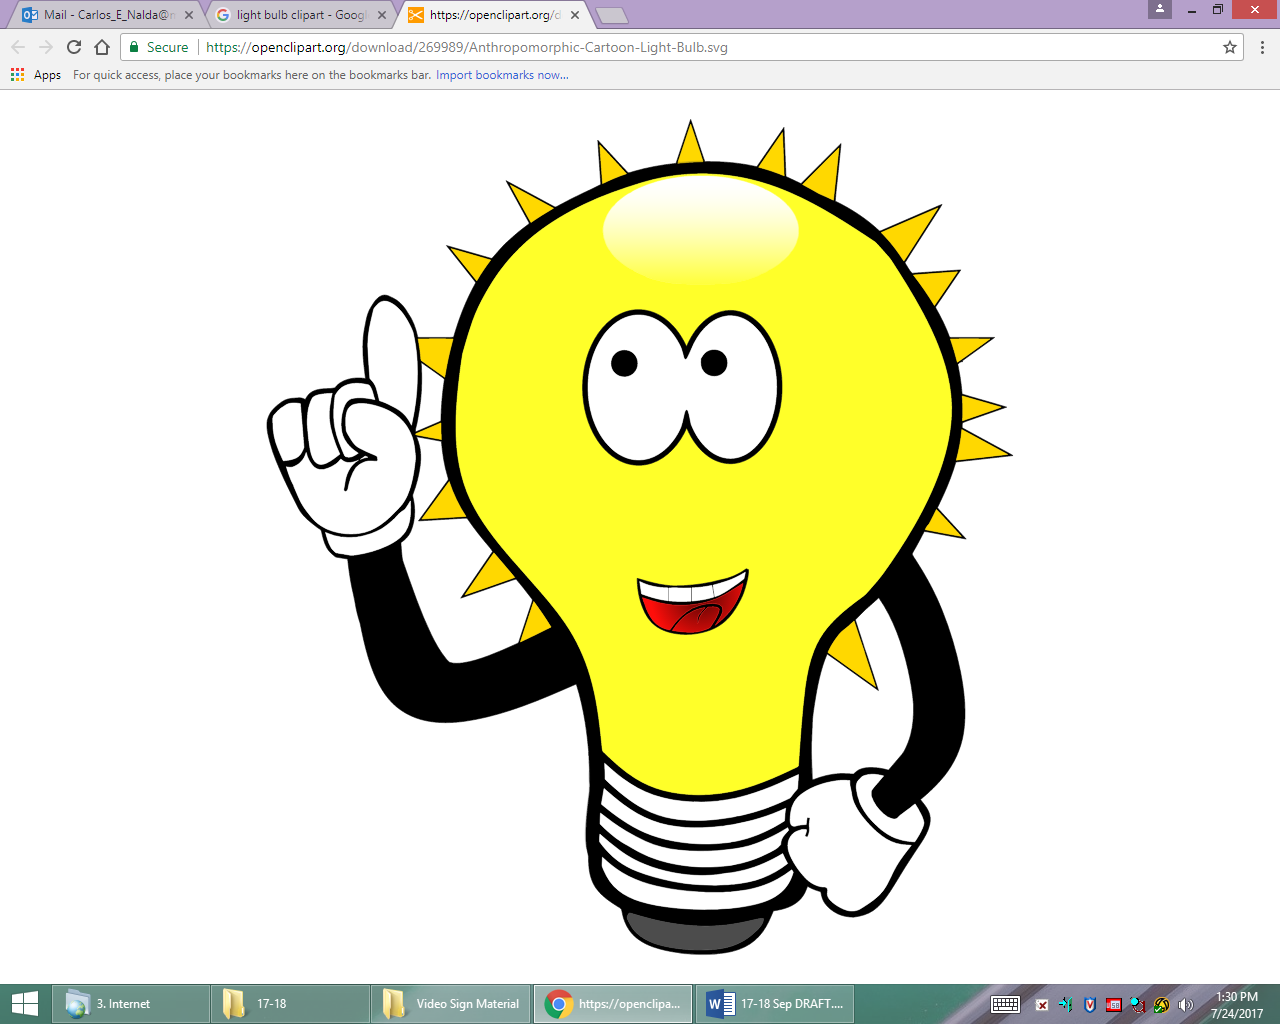 Mail - Carlos_E_Nalda@
light bulb clipart - Googl
https://openclipart.org/d
Secure
https://openclipart.org/download/269989/Anthropomorphic-Cartoon-Light-Bulb.svg
Apps
For quick access, place your bookmarks here on the bookmarks bar. Import bookmarks now...
3. Internet
17-18
Video Sign Material
https://openclipa...
17-18 Sep DRAFT....
1:30 PM
7/24/2017